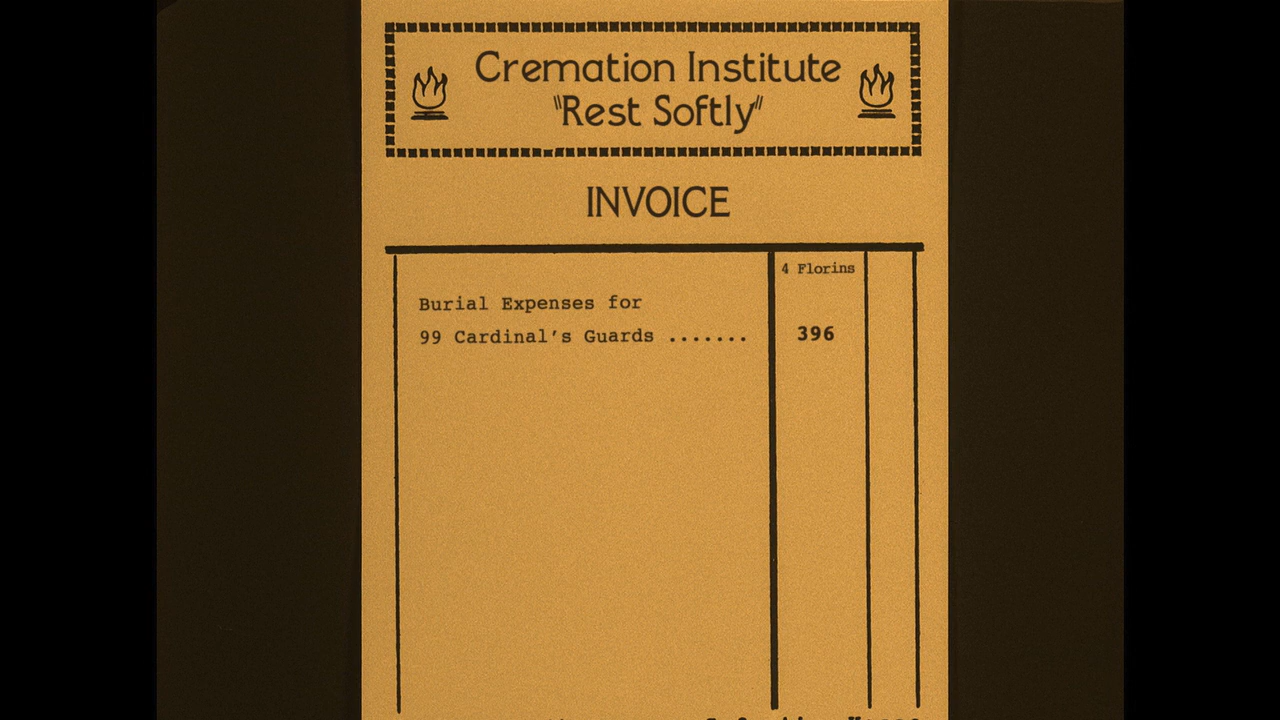 Cremation Institute
"Rest Softly"
INVOICE
4 Florins
Burial Expenses for
99 Cardinal's Guards ....... 396